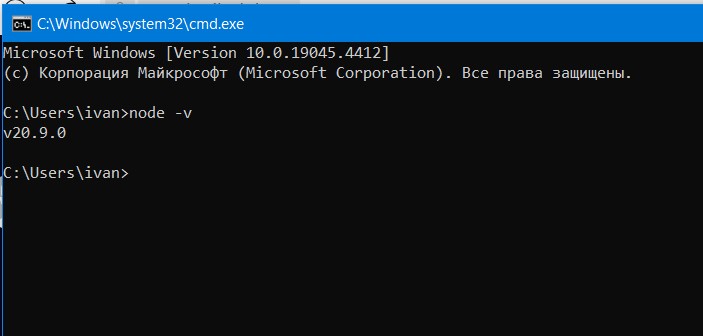 C:\Windows\system32\cmd.exe
Microsoft Windows [Version 10.0.19045.4412]
(c) Корпорация Майкрософт (Microsoft Corporation). Все права защищены.
C:\Users\ivan>node -v
v20.9.0
C:\Users\ivan>